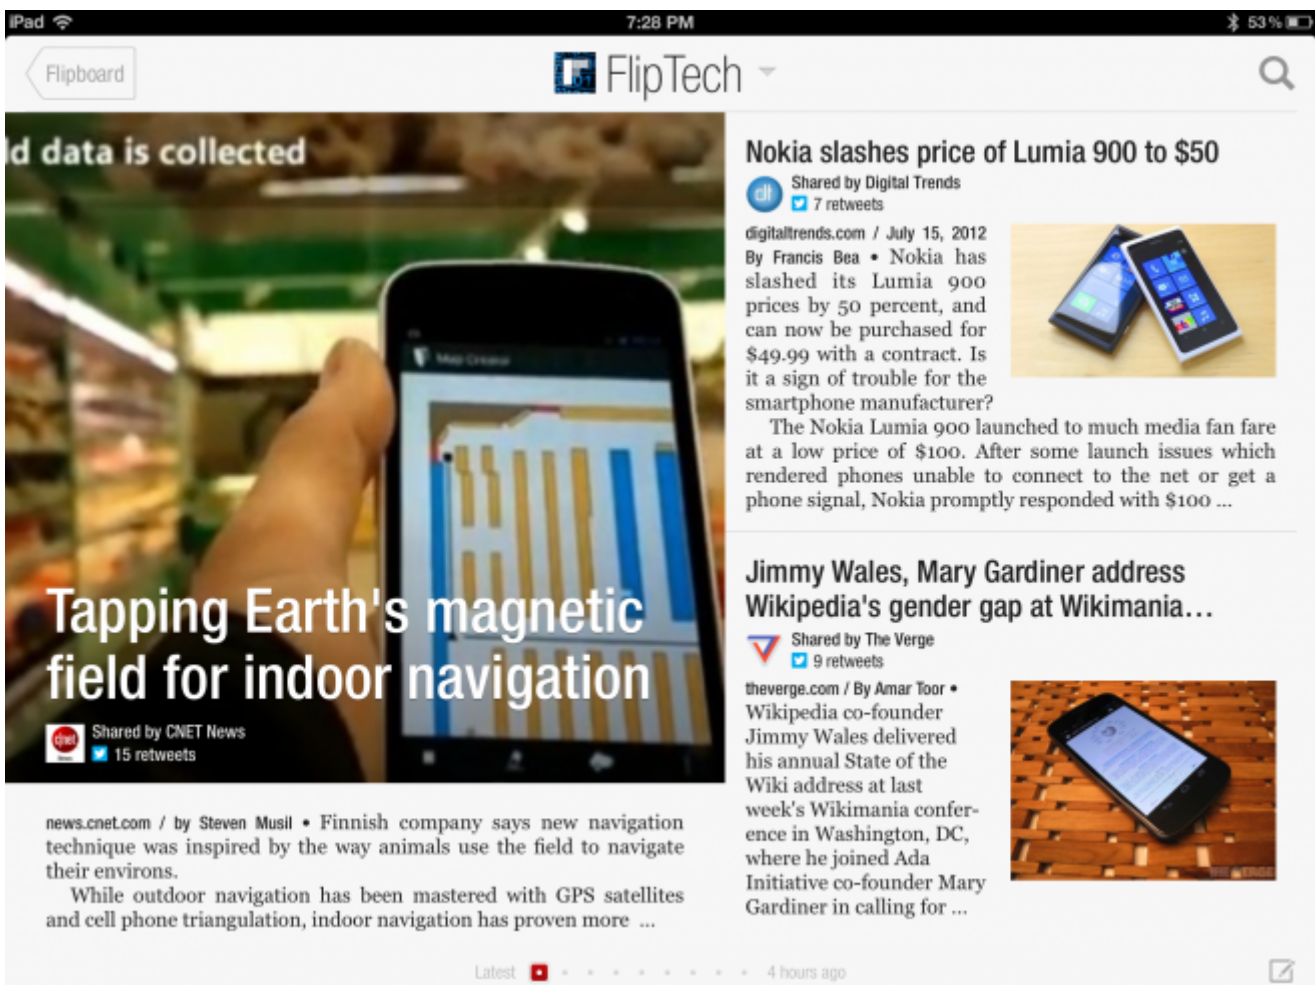 iPad
7:28 PM
53%
Flipboard
FlipTech
ld data is collected
Map Creator
Tapping Earth's magnetic
field for indoor navigation
Shared by CNET News
15 retweets
news.cnet.com / by Steven Musil • Finnish company says new navigation
technique was inspired by the way animals use the field to navigate
their environs.
While outdoor navigation has been mastered with GPS satellites
and cell phone triangulation, indoor navigation has proven more ...
Nokia slashes price of Lumia 900 to $50
dt
Shared by Digital Trends
7 retweets
digitaltrends.com / July 15, 2012
By Francis Bea • Nokia has
slashed its Lumia 900
prices by 50 percent, and
can now be purchased for
$49.99 with a contract. Is
it a sign of trouble for the
smartphone manufacturer?
The Nokia Lumia 900 launched to much media fan fare
at a low price of $100. After some launch issues which
rendered phones unable to connect to the net or get a
phone signal, Nokia promptly responded with $100 ...
Jimmy Wales, Mary Gardiner address
Wikipedia's gender gap at Wikimania...
Shared by The Verge
9 retweets
theverge.com / By Amar Toor •
Wikipedia co-founder
Jimmy Wales delivered
his annual State of the
Wiki address at last
week's Wikimania confer-
ence in Washington, DC,
where he joined Ada
Initiative co-founder Mary
Gardiner in calling for ...
THE VERGE
Latest
4 hours ago